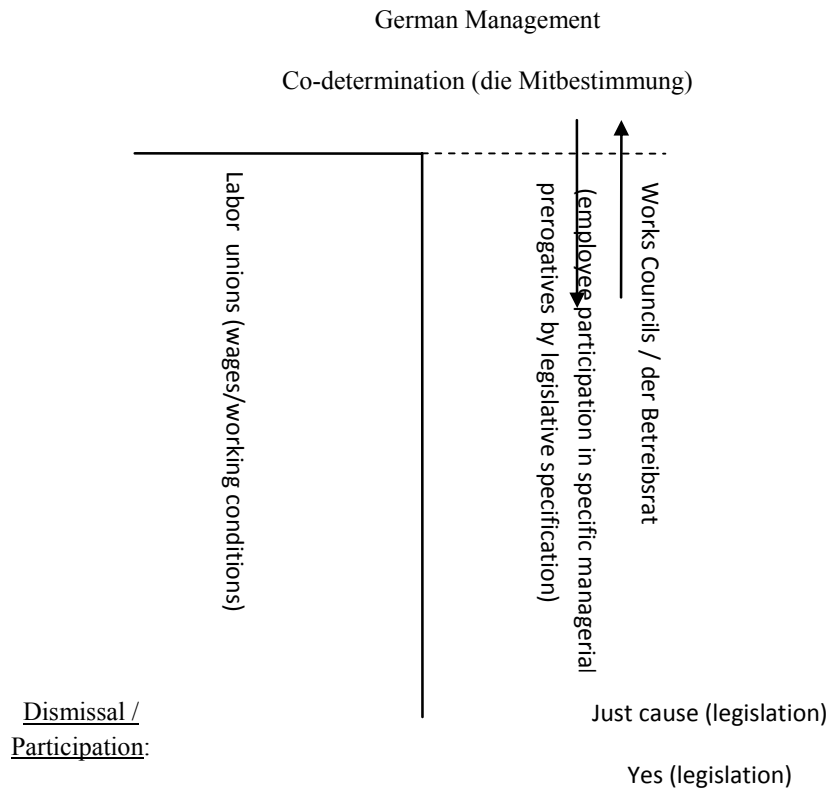 German Management
Co-determination (die Mitbestimmung)
Labor unions (wages/working conditions)
Works Councils / der Betreibsrat
(employee participation in specific managerial
prerogatives by legislative specification)
Dismissal /
Participation:
Just cause (legislation)
Yes (legislation)